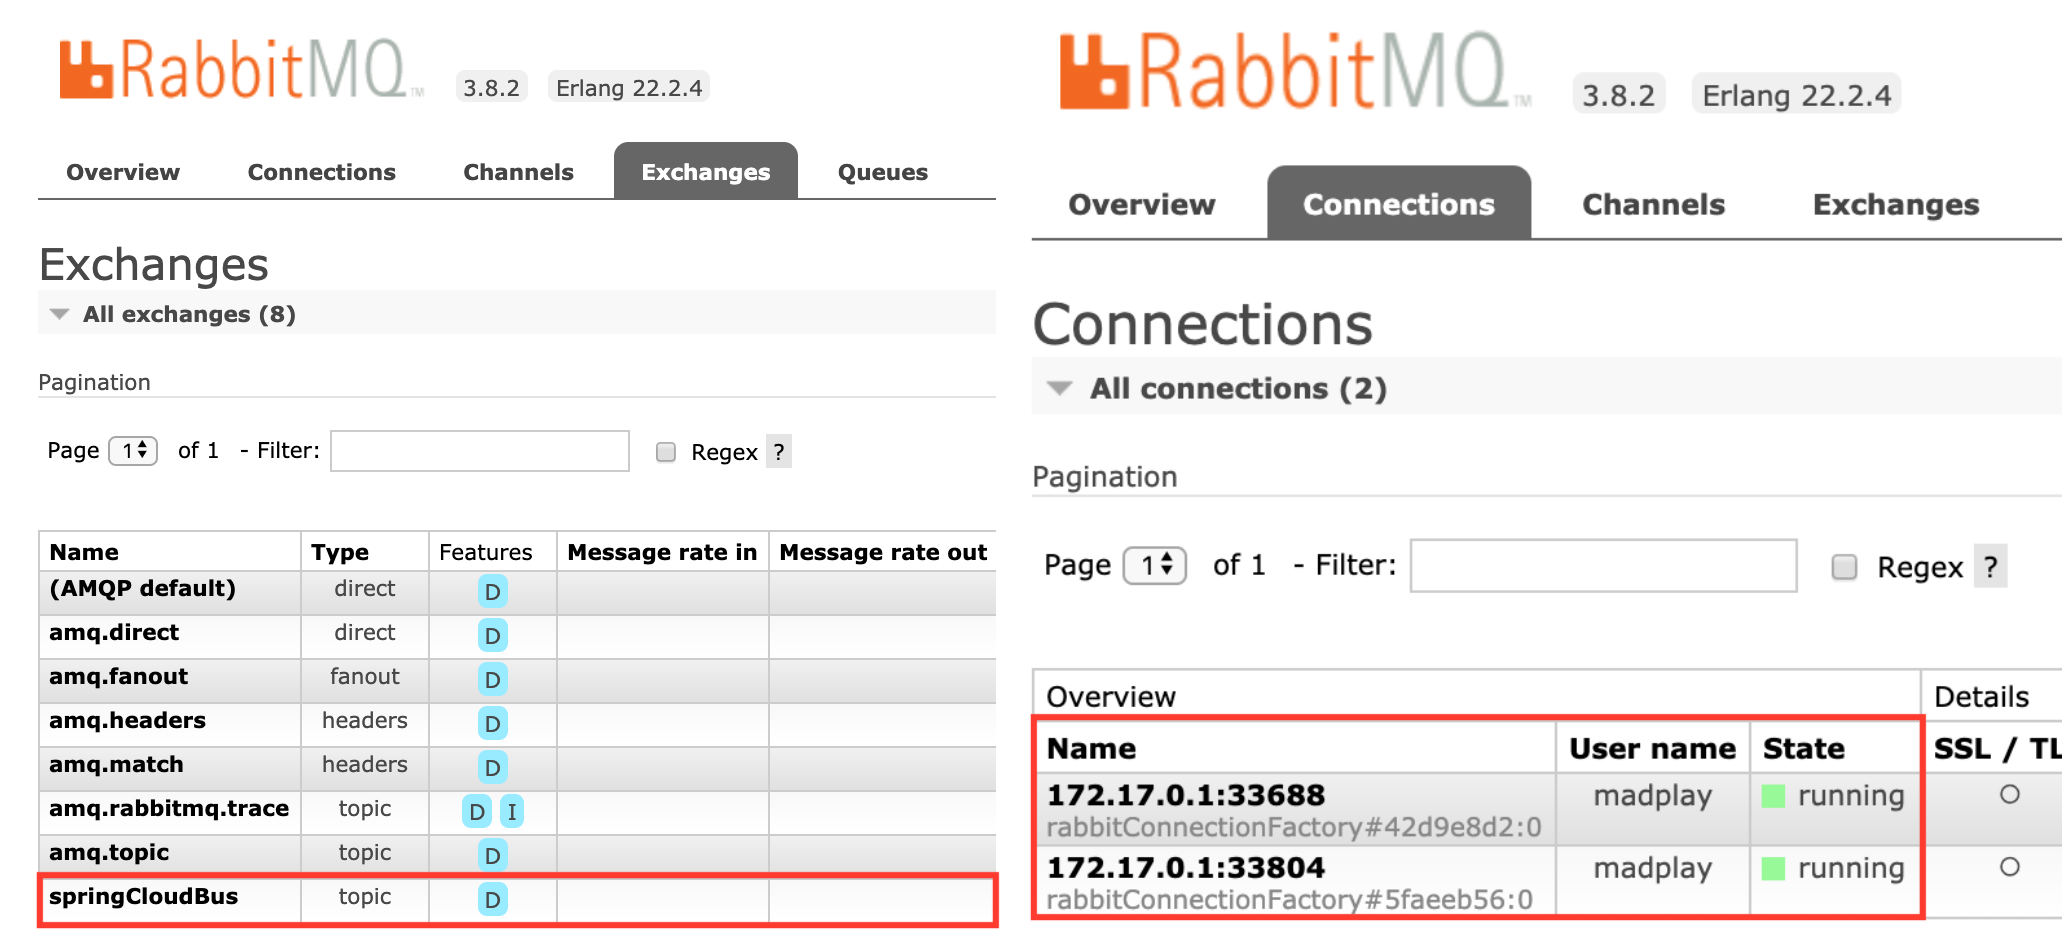 RabbitMQ™ 3.8.2 Erlang 22.2.4
Overview Connections Channels Exchanges Queues
Exchanges
All exchanges (8)
Pagination
Page 1 of 1 - Filter: Regex ?
Name Type Features Message rate in Message rate out
(AMQP default) direct D
amq.direct direct D
amq.fanout fanout D
amq.headers headers D
amq.match headers D
amq.rabbitmq.trace topic D I
amq.topic topic D
springCloudBus topic D
RabbitMQ™ 3.8.2 Erlang 22.2.4
Overview Connections Channels Exchanges
Connections
All connections (2)
Pagination
Page 1 of 1 - Filter: Regex ?
Overview Details
Name User name State SSL / TL
172.17.0.1:33688 madplay running
rabbitConnectionFactory#42d9e8d2:0
172.17.0.1:33804 madplay running
rabbitConnectionFactory#5faeeb56:0